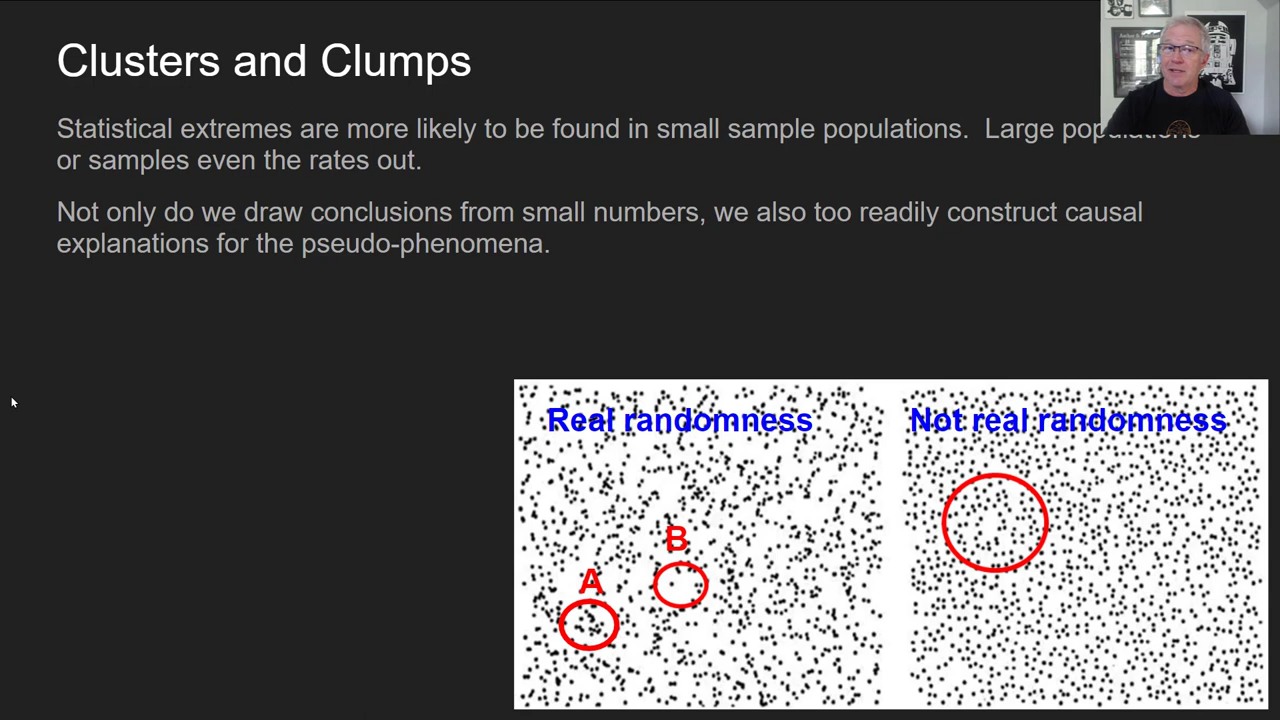 Clusters and Clumps
Statistical extremes are more likely to be found in small sample populations. Large populations
or samples even the rates out.
Not only do we draw conclusions from small numbers, we also too readily construct causal
explanations for the pseudo-phenomena.
Real randomness
Not real randomness
B
A